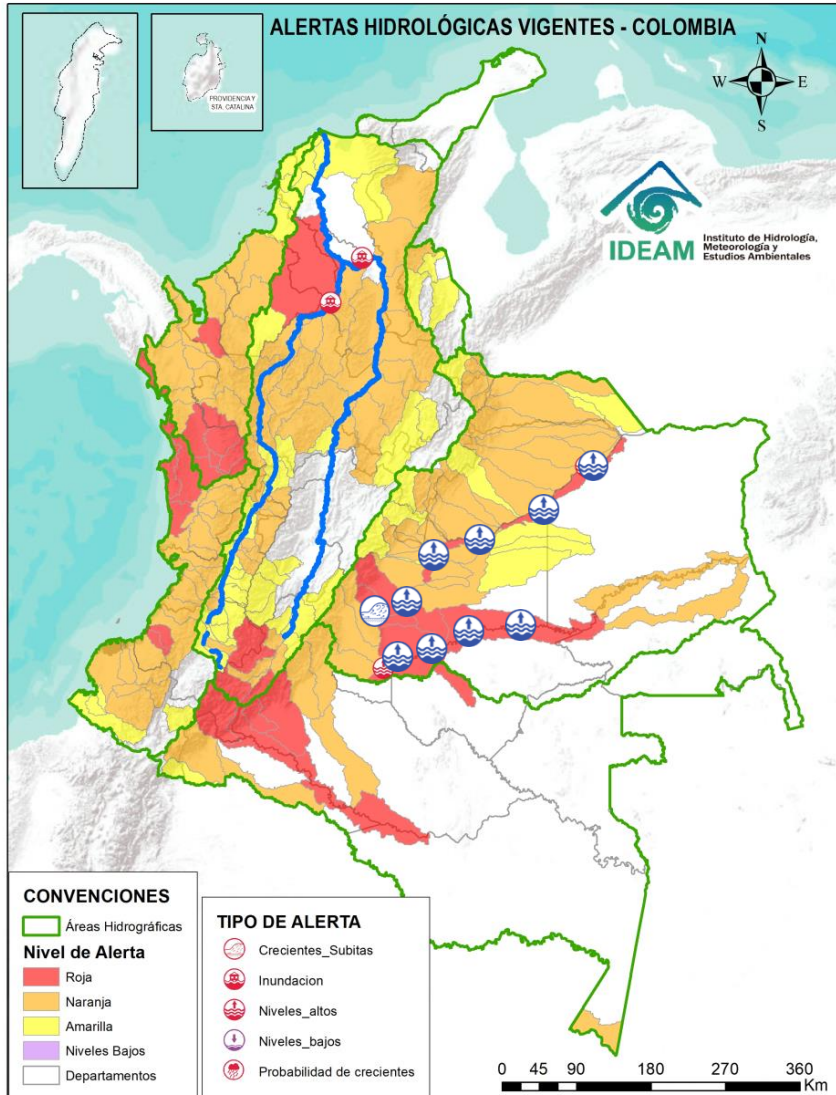 ALERTAS HIDROLÓGICAS VIGENTES - COLOMBIA
PROVIDENCIA Y
STA. CATALINA
N
W
E
S
IDEAM
Instituto de Hidrología,
Meteorología y
Estudios Ambientales
CONVENCIONES
Áreas Hidrográficas
Nivel de Alerta
Roja
Naranja
Amarilla
Niveles Bajos
Departamentos
TIPO DE ALERTA
Crecientes_Subitas
Inundacion
Niveles_altos
Niveles_bajos
Probabilidad de crecientes
0 45 90 180 270 360
Km